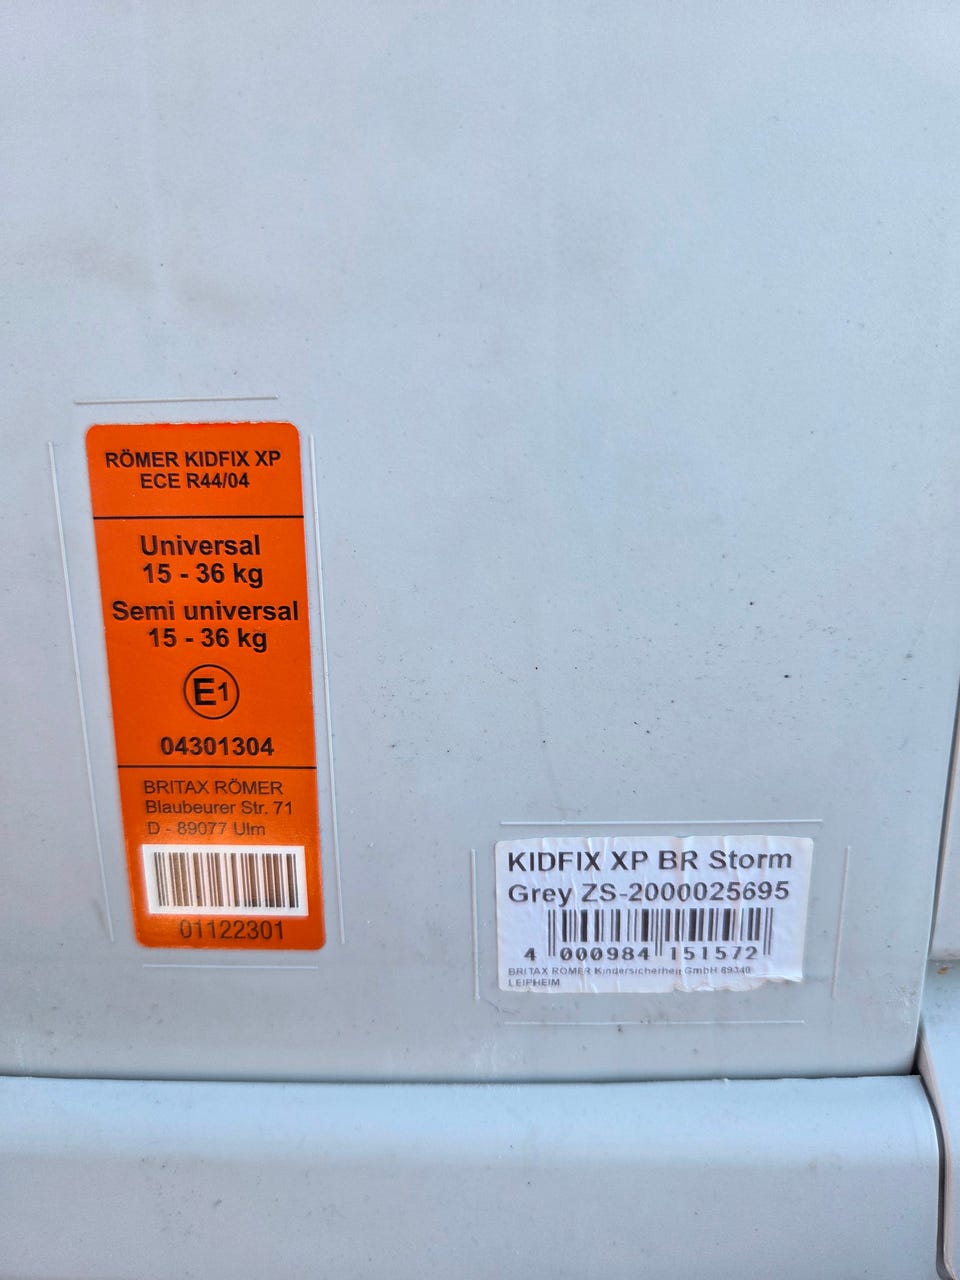 RÖMER KIDFIX XP
ECE R44/04
Universal
15 - 36 kg
Semi universal
15 - 36 kg
E1
04301304
BRITAX RÖMER
Blaubeurer Str. 71
D - 89077 Ulm
01122301
KIDFIX XP BR Storm
Grey ZS-2000025695
4 000984 151572
BRITAX RÖMER Kindersicherheit GmbH 89340
LEIPHEIM